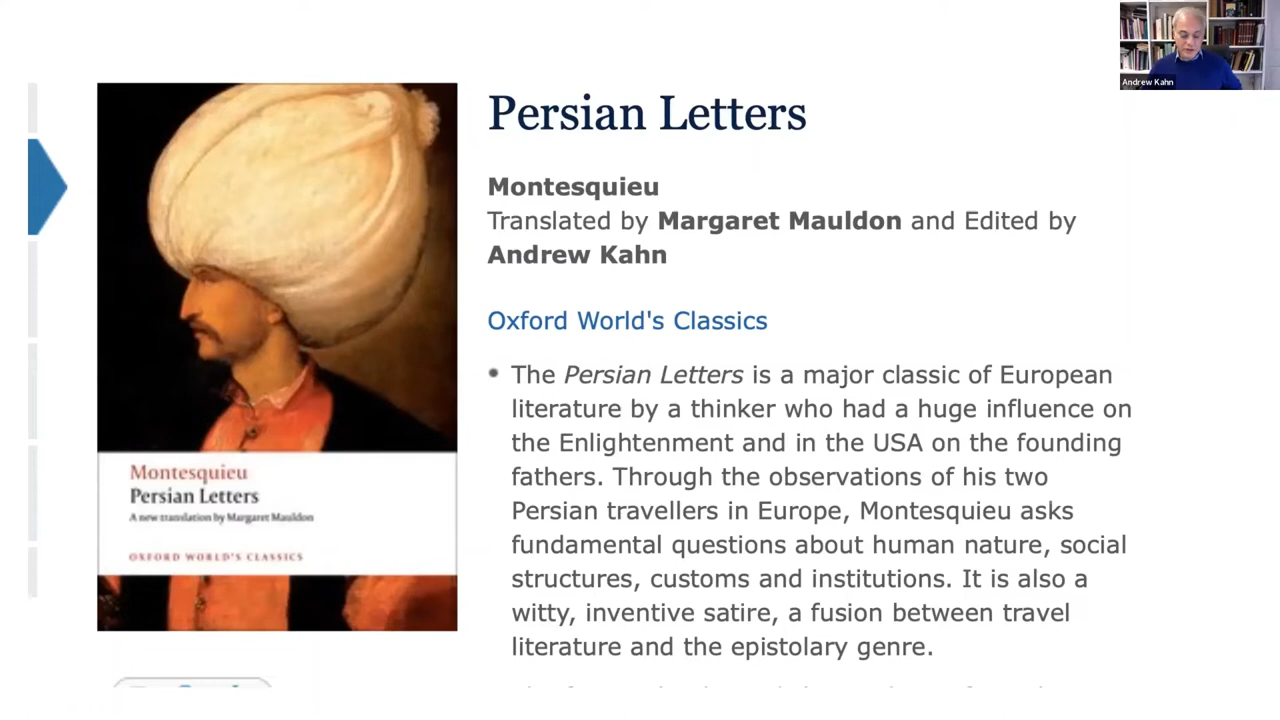 Andrew Kahn
Persian Letters
Montesquieu
Translated by Margaret Mauldon and Edited by
Andrew Kahn
Oxford World's Classics
• The Persian Letters is a major classic of European
literature by a thinker who had a huge influence on
the Enlightenment and in the USA on the founding
fathers. Through the observations of his two
Persian travellers in Europe, Montesquieu asks
fundamental questions about human nature, social
structures, customs and institutions. It is also a
witty, inventive satire, a fusion between travel
literature and the epistolary genre.
Montesquieu
Persian Letters
A new translation by Margaret Mauldon
OXFORD WORLD'S CLASSICS